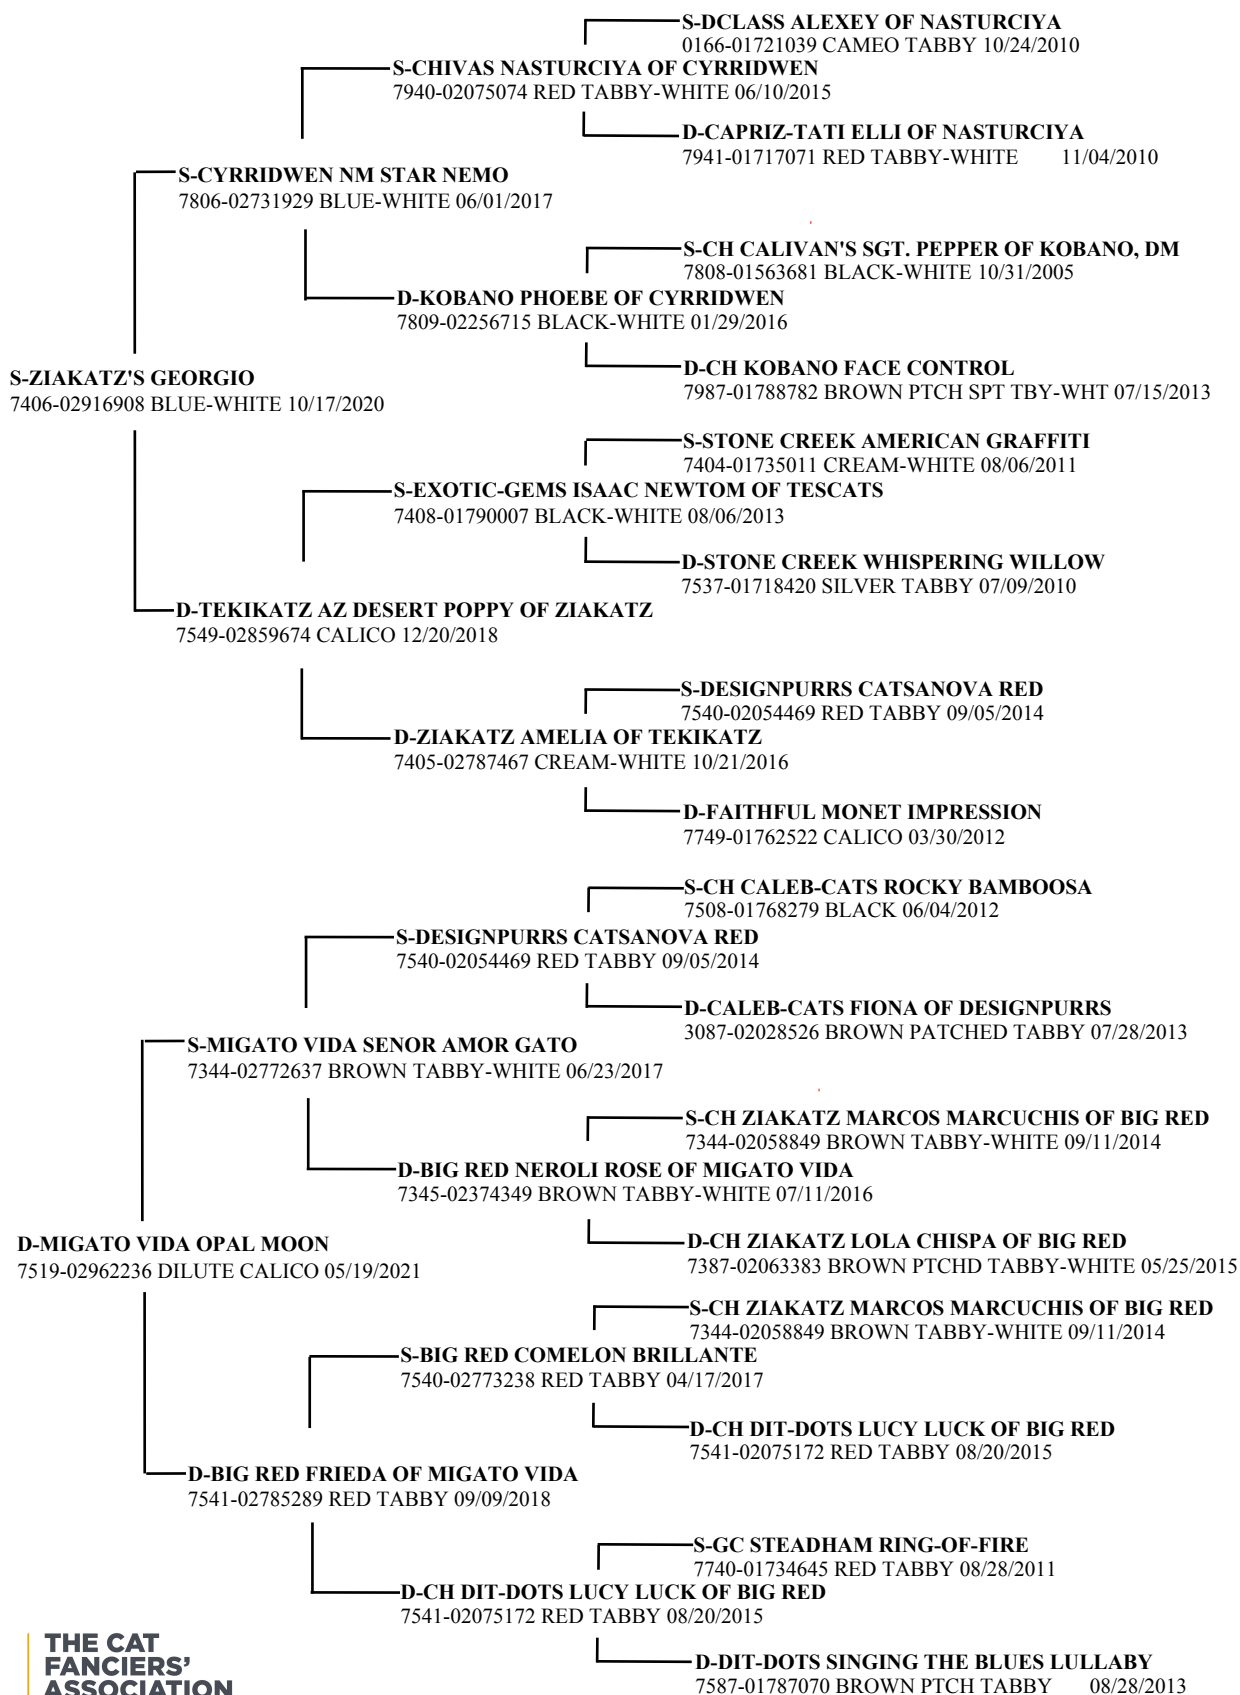 S-DCLASS ALEXEY OF NASTURCIYA
0166-01721039 CAMEO TABBY 10/24/2010
S-CHIVAS NASTURCIYA OF CYRRIDWEN
7940-02075074 RED TABBY-WHITE 06/10/2015
D-CAPRIZ-TATI ELLI OF NASTURCIYA
7941-01717071 RED TABBY-WHITE 11/04/2010
S-CYRRIDWEN NM STAR NEMO
7806-02731929 BLUE-WHITE 06/01/2017
S-CH CALIVAN'S SGT. PEPPER OF KOBANO, DM
7808-01563681 BLACK-WHITE 10/31/2005
D-KOBANO PHOEBE OF CYRRIDWEN
7809-02256715 BLACK-WHITE 01/29/2016
D-CH KOBANO FACE CONTROL
7987-01788782 BROWN PTCH SPT TBY-WHT 07/15/2013
S-ZIAKATZ'S GEORGIO
7406-02916908 BLUE-WHITE 10/17/2020
S-STONE CREEK AMERICAN GRAFFITI
7404-01735011 CREAM-WHITE 08/06/2011
S-EXOTIC-GEMS ISAAC NEWTOM OF TESCATS
7408-01790007 BLACK-WHITE 08/06/2013
D-STONE CREEK WHISPERING WILLOW
7537-01718420 SILVER TABBY 07/09/2010
D-TEKIKATZ AZ DESERT POPPY OF ZIAKATZ
7549-02859674 CALICO 12/20/2018
S-DESIGNPURRS CATSANOVA RED
7540-02054469 RED TABBY 09/05/2014
D-ZIAKATZ AMELIA OF TEKIKATZ
7405-02787467 CREAM-WHITE 10/21/2016
D-FAITHFUL MONET IMPRESSION
7749-01762522 CALICO 03/30/2012
S-CH CALEB-CATS ROCKY BAMBOOSA
7508-01768279 BLACK 06/04/2012
S-DESIGNPURRS CATSANOVA RED
7540-02054469 RED TABBY 09/05/2014
D-CALEB-CATS FIONA OF DESIGNPURRS
3087-02028526 BROWN PATCHED TABBY 07/28/2013
S-MIGATO VIDA SENOR AMOR GATO
7344-02772637 BROWN TABBY-WHITE 06/23/2017
S-CH ZIAKATZ MARCOS MARCUCHIS OF BIG RED
7344-02058849 BROWN TABBY-WHITE 09/11/2014
D-BIG RED NEROLI ROSE OF MIGATO VIDA
7345-02374349 BROWN TABBY-WHITE 07/11/2016
D-CH ZIAKATZ LOLA CHISPA OF BIG RED
7387-02063383 BROWN PTCHD TABBY-WHITE 05/25/2015
D-MIGATO VIDA OPAL MOON
7519-02962236 DILUTE CALICO 05/19/2021
S-CH ZIAKATZ MARCOS MARCUCHIS OF BIG RED
7344-02058849 BROWN TABBY-WHITE 09/11/2014
S-BIG RED COMELON BRILLANTE
7540-02773238 RED TABBY 04/17/2017
D-CH DIT-DOTS LUCY LUCK OF BIG RED
7541-02075172 RED TABBY 08/20/2015
D-BIG RED FRIEDA OF MIGATO VIDA
7541-02785289 RED TABBY 09/09/2018
S-GC STEADHAM RING-OF-FIRE
7740-01734645 RED TABBY 08/28/2011
D-CH DIT-DOTS LUCY LUCK OF BIG RED
7541-02075172 RED TABBY 08/20/2015
D-DIT-DOTS SINGING THE BLUES LULLABY
7587-01787070 BROWN PTCH TABBY 08/28/2013
THE CAT
FANCIERS'
ASSOCIATION